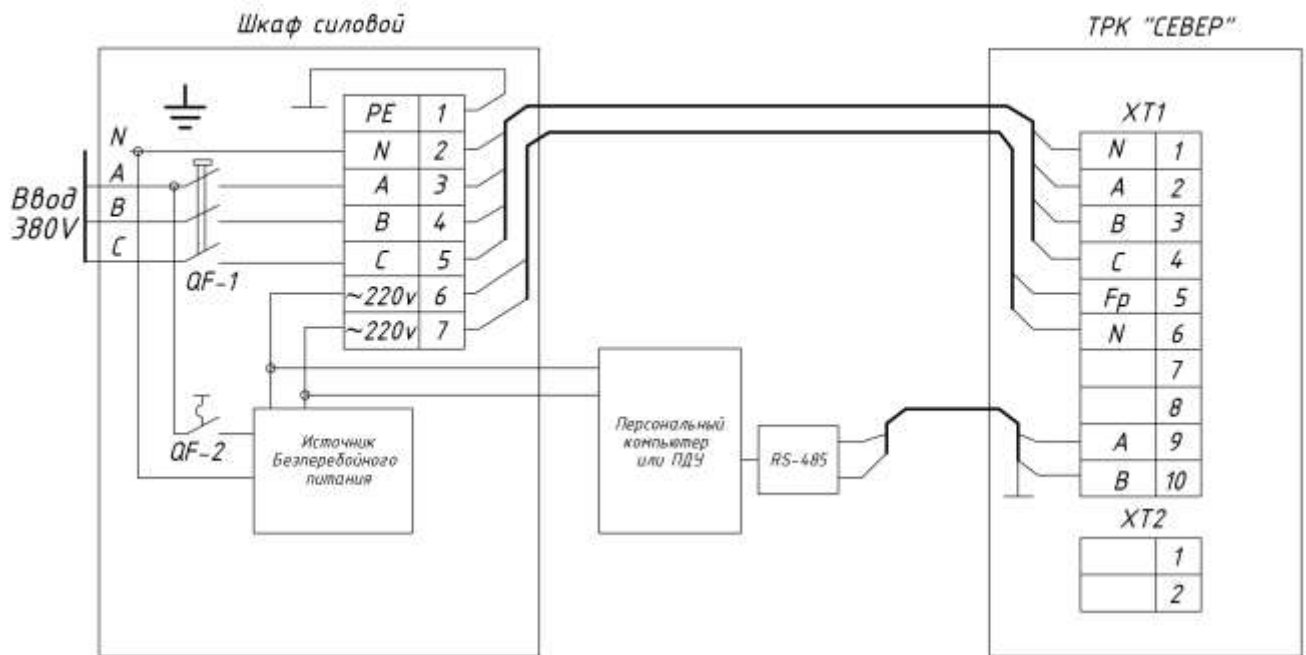 Шкаф силовой
ТРК "СЕВЕР"
PE 1
N 2
A 3
B 4
C 5
~220v 6
~220v 7
N
A
B
C
Ввод
380V
QF-1
QF-2
Источник
Безперебойного
питания
Персональный
компьютер
или ПДУ
RS-485
XT1
N 1
A 2
B 3
C 4
Fp 5
N 6
7
8
A 9
B 10
XT2
1
2